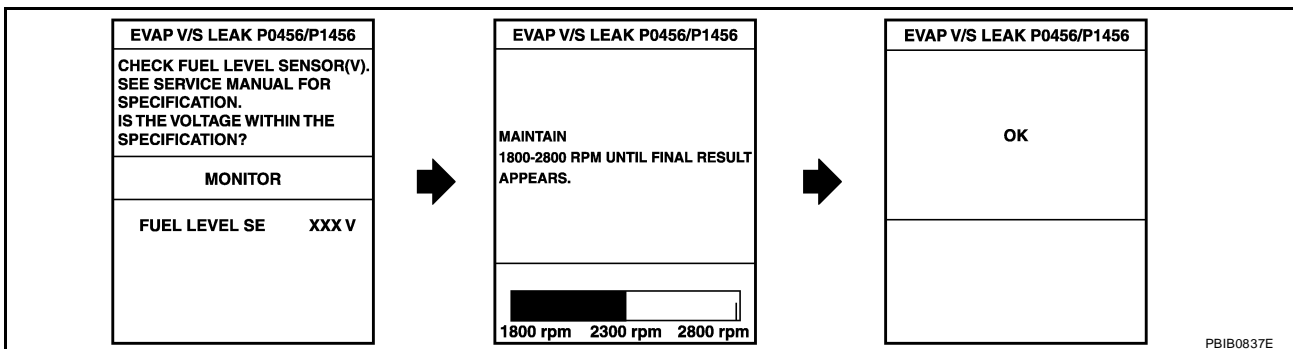 EVAP V/S LEAK P0456/P1456
CHECK FUEL LEVEL SENSOR(V).
SEE SERVICE MANUAL FOR
SPECIFICATION.
IS THE VOLTAGE WITHIN THE
SPECIFICATION?
MONITOR
FUEL LEVEL SE XXX V
EVAP V/S LEAK P0456/P1456
MAINTAIN
1800-2800 RPM UNTIL FINAL RESULT
APPEARS.
1800 rpm 2300 rpm 2800 rpm
EVAP V/S LEAK P0456/P1456
OK
PBIB0837E